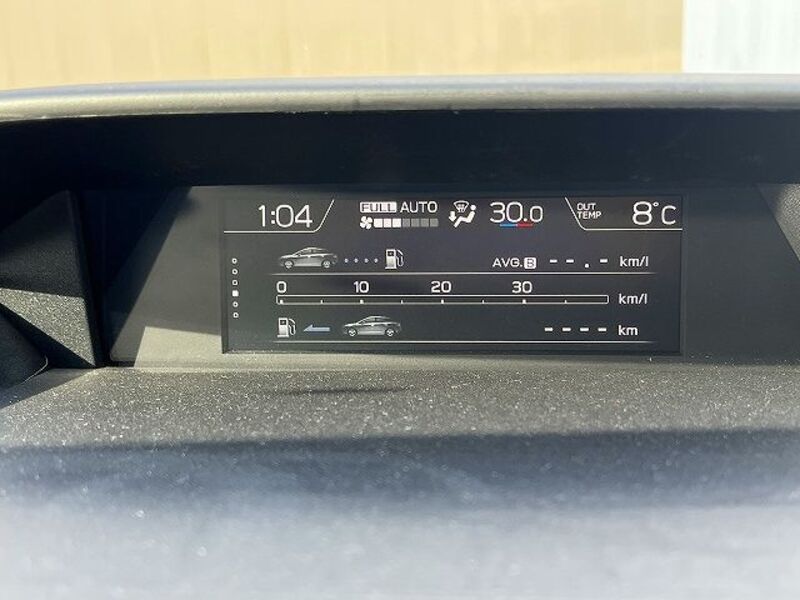 1:04 FULL AUTO 30.0 OUT TEMP 8°C
AVG. B --.- km/l
0 10 20 30
km/l
---- km